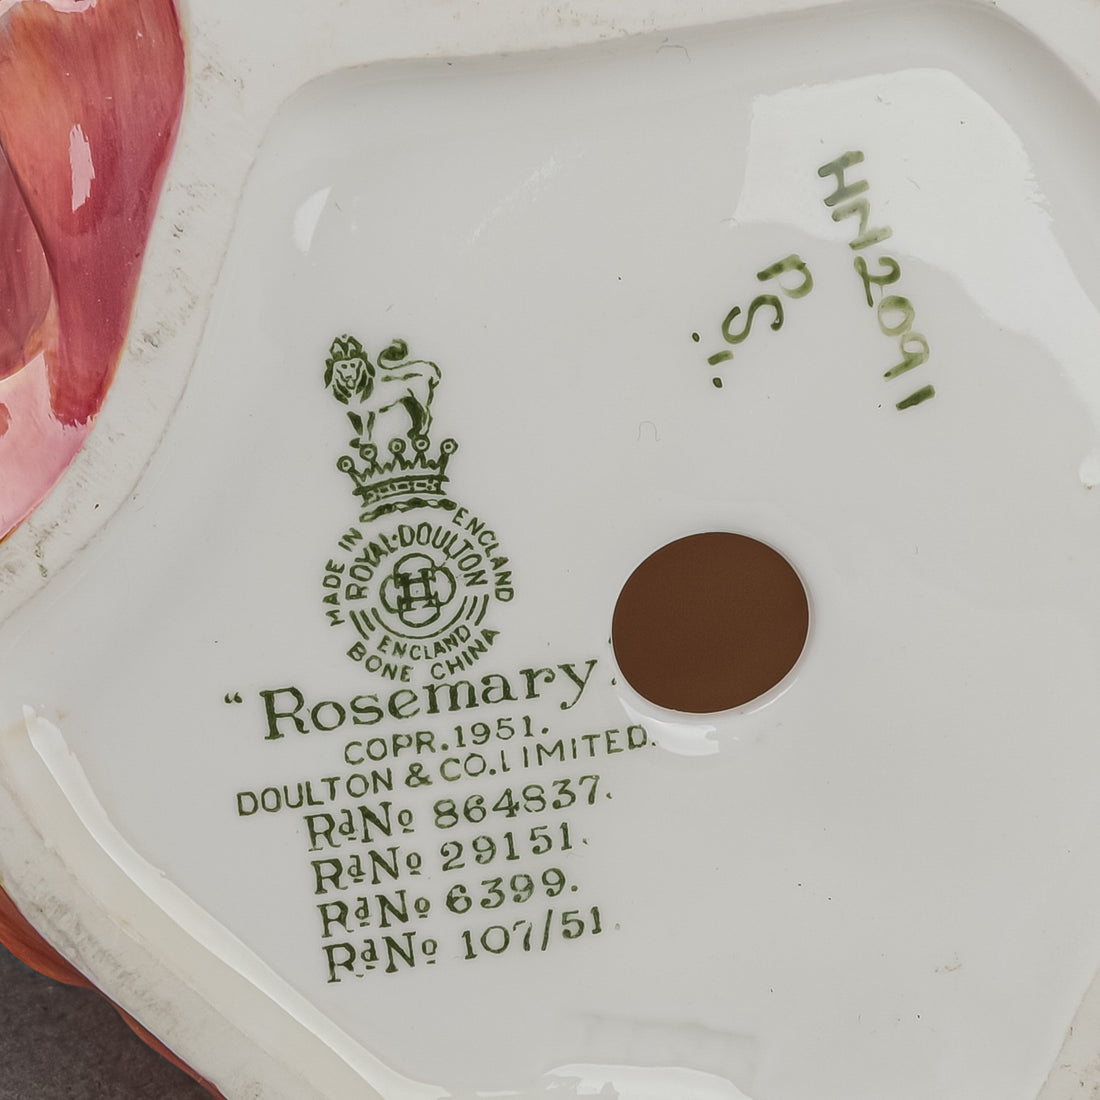 HN2091
PS.
MADE IN ENGLAND
ROYAL·DOULTON
ENGLAND
BONE CHINA
“Rosemary
COPR.1951.
DOULTON & CO.LIMITED.
RdNo 864837.
RdNo 29151.
RdNo 6399.
RdNo 107/51.